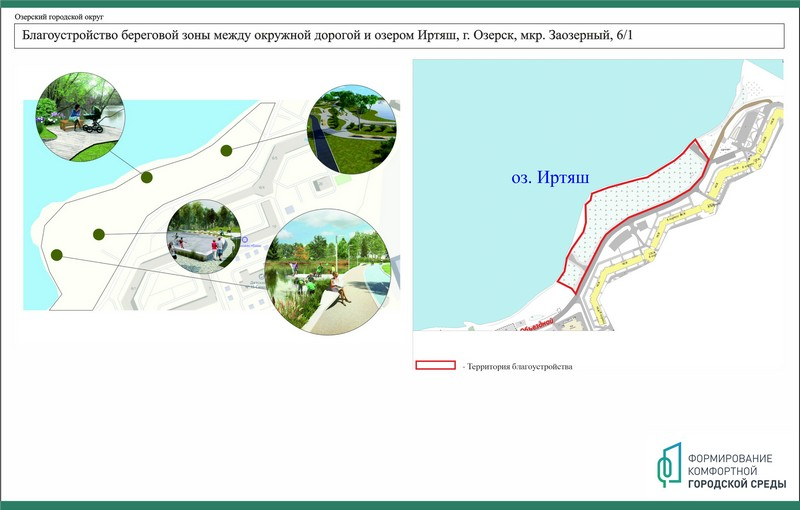 Озерский городской округ
Благоустройство береговой зоны между окружной дорогой и озером Иртяш, г. Озерск, мкр. Заозерный, 6/1
оз. Иртяш
Объездной
- Территория благоустройства
ФОРМИРОВАНИЕ
КОМФОРТНОЙ
ГОРОДСКОЙ СРЕДЫ